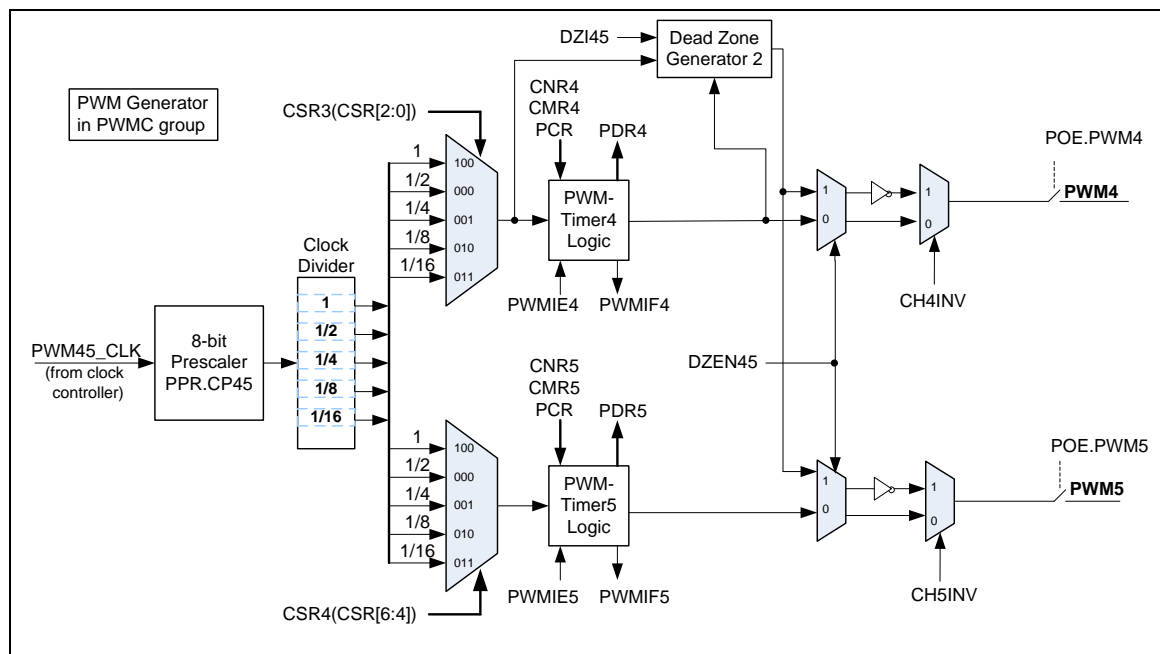 PWM Generator
in PWMC group
DZI45
Dead Zone
Generator 2
CSR3(CSR[2:0])
CNR4
CMR4
PCR
PDR4
1
1/2
1/4
1/8
1/16
100
000
001
010
011
PWM-
Timer4
Logic
PWMIE4
PWMIF4
1
0
1
0
CH4INV
POE.PWM4
PWM4
Clock
Divider
1
1/2
1/4
1/8
1/16
PWM45_CLK
(from clock
controller)
8-bit
Prescaler
PPR.CP45
DZEN45
CNR5
CMR5
PCR
PDR5
1
1/2
1/4
1/8
1/16
100
000
001
010
011
PWM-
Timer5
Logic
PWMIE5
PWMIF5
CSR4(CSR[6:4])
1
0
1
0
CH5INV
POE.PWM5
PWM5